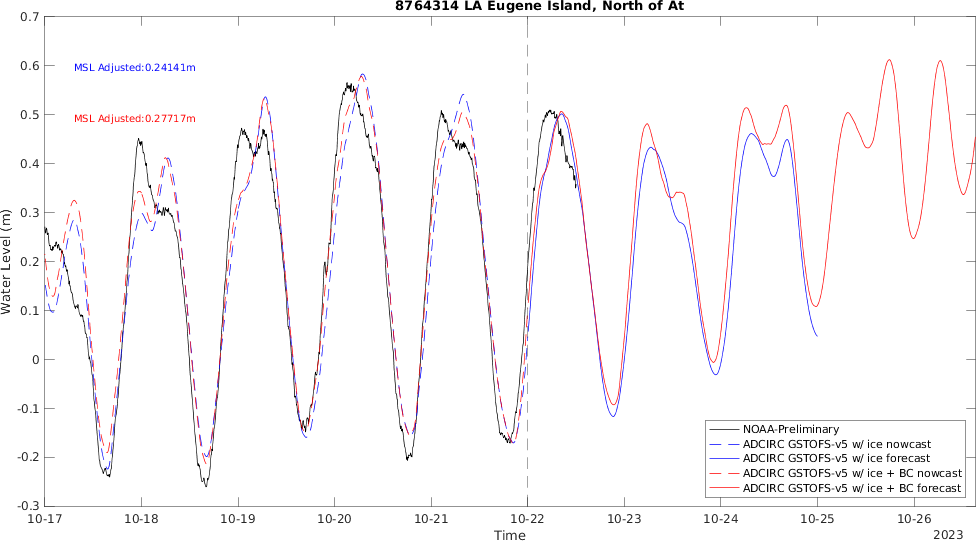 8764314 LA Eugene Island, North of At
0.7
0.6
0.5
0.4
0.3
0.2
0.1
0
-0.1
-0.2
-0.3
Water Level (m)
MSL Adjusted:0.24141m
MSL Adjusted:0.27717m
NOAA-Preliminary
ADCIRC GSTOFS-v5 w/ ice nowcast
ADCIRC GSTOFS-v5 w/ ice forecast
ADCIRC GSTOFS-v5 w/ ice + BC nowcast
ADCIRC GSTOFS-v5 w/ ice + BC forecast
10-17 10-18 10-19 10-20 10-21 10-22 10-23 10-24 10-25 10-26
Time
2023